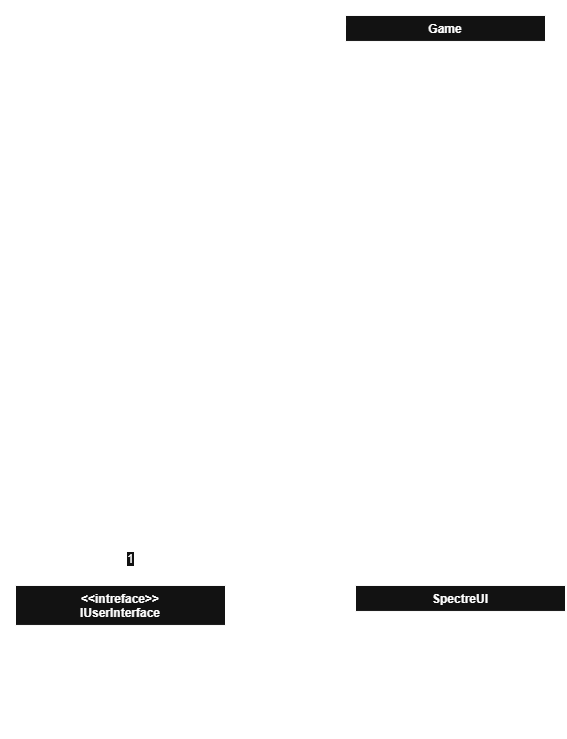 Game
1
<<intreface>>
IUserInterface
SpectreUI